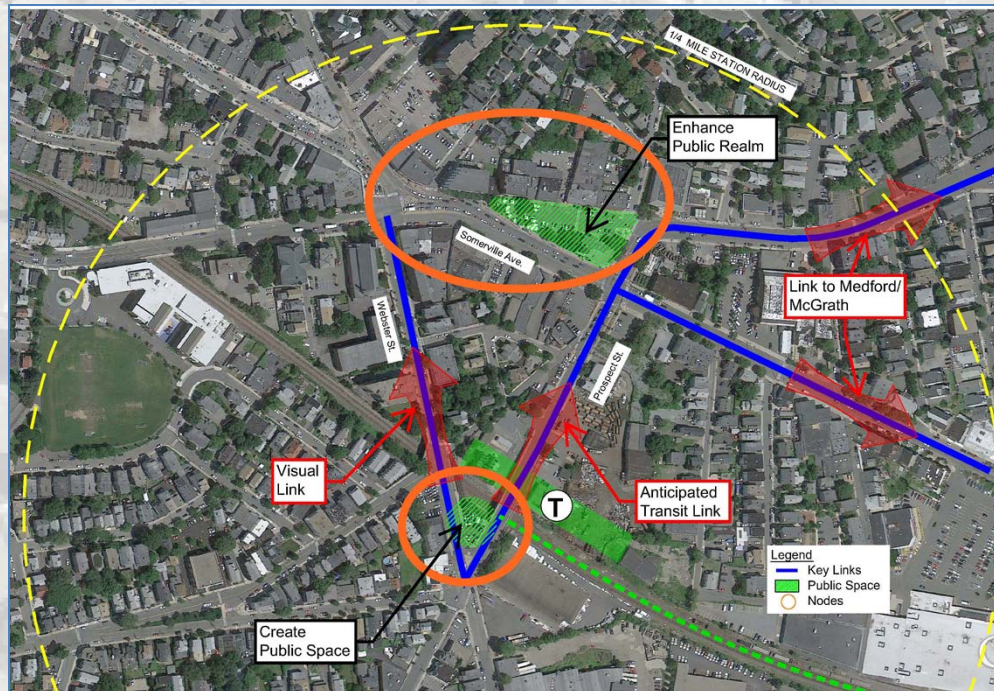 1/4 MILE STATION RADIUS
Enhance
Public Realm
Somerville Ave.
Link to Medford/
McGrath
Webster St.
Prospect St.
Visual
Link
T
Anticipated
Transit Link
Legend
Key Links
Public Space
Nodes
Create
Public Space